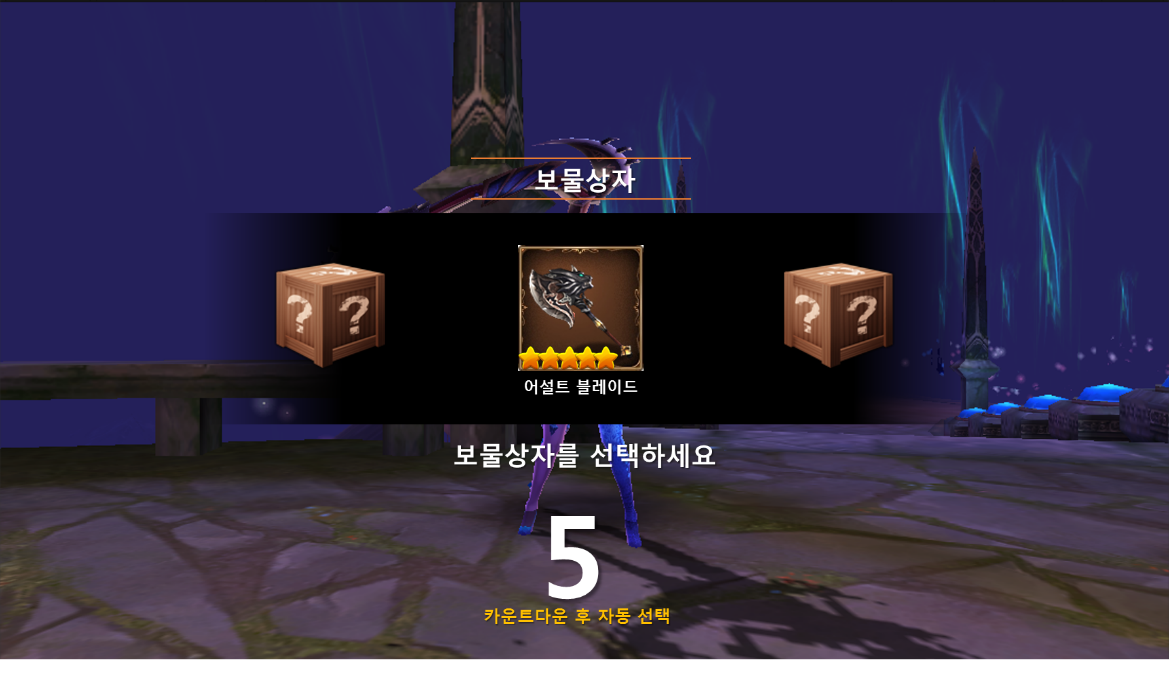 보물상자
? ?
? ?
어설트 블레이드
보물상자를 선택하세요
5
카운트다운 후 자동 선택